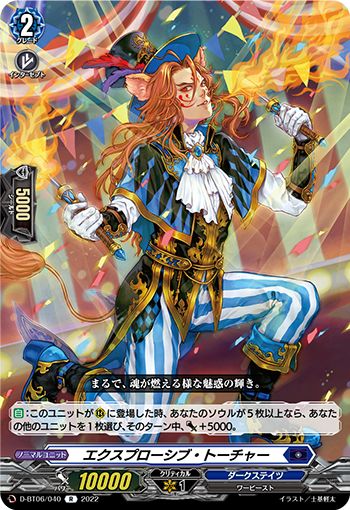 2
グレード
インターセプト
5000
シールド
まるで、魂が燃える様な魅惑の輝き。
自:このユニットがRに登場した時、あなたのソウルが5枚以上なら、あなた
の他のユニットを1枚選び、そのターン中、+5000。
ノーマルユニット
エクスプローシブ・トーチャー
パワー 10000
クリティカル 1
ダークステイツ
ワービースト
D-BT06/040 R 2022
イラスト/士基軽太